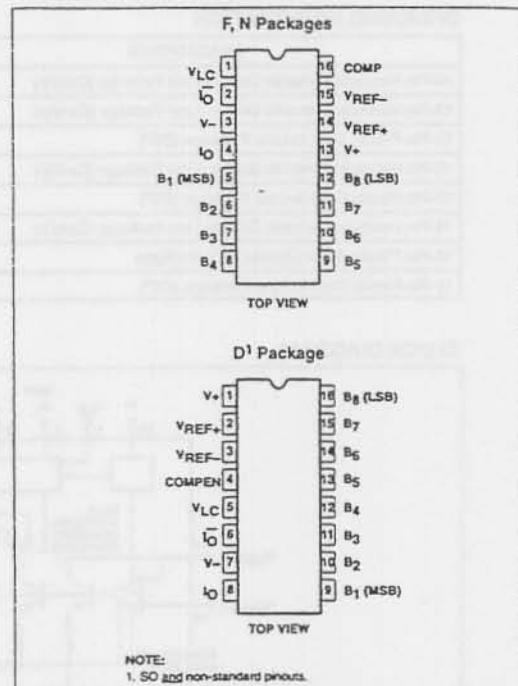 F, N Packages
VLC 1 16 COMP
I̅O 2 15 VREF–
V– 3 14 VREF+
IO 4 13 V+
B1 (MSB) 5 12 B8 (LSB)
B2 6 11 B7
B3 7 10 B6
B4 8 9 B5
TOP VIEW
D1 Package
V+ 1 16 B8 (LSB)
VREF+ 2 15 B7
VREF– 3 14 B6
COMPEN 4 13 B5
VLC 5 12 B4
I̅O 6 11 B3
V– 7 10 B2
IO 8 9 B1 (MSB)
TOP VIEW
NOTE:
1. SO and non-standard pinouts.